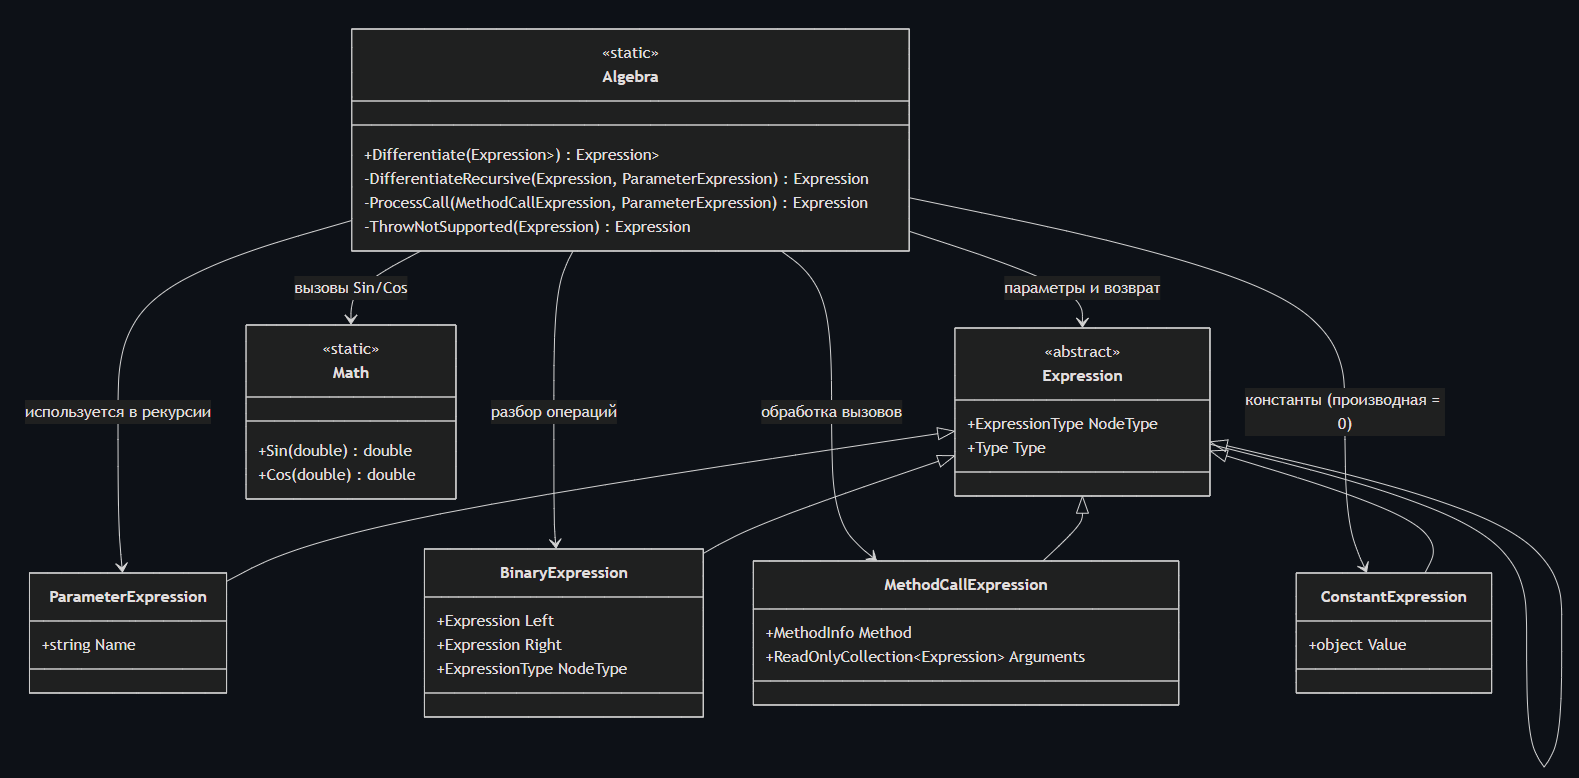 «static»
Algebra
+Differentiate(Expression>) : Expression>
-DifferentiateRecursive(Expression, ParameterExpression) : Expression
-ProcessCall(MethodCallExpression, ParameterExpression) : Expression
-ThrowNotSupported(Expression) : Expression
вызовы Sin/Cos
параметры и возврат
«static»
Math
+Sin(double) : double
+Cos(double) : double
«abstract»
Expression
+ExpressionType NodeType
+Type Type
используется в рекурсии
разбор операций
обработка вызовов
константы (производная =
0)
ParameterExpression
+string Name
BinaryExpression
+Expression Left
+Expression Right
+ExpressionType NodeType
MethodCallExpression
+MethodInfo Method
+ReadOnlyCollection<Expression> Arguments
ConstantExpression
+object Value